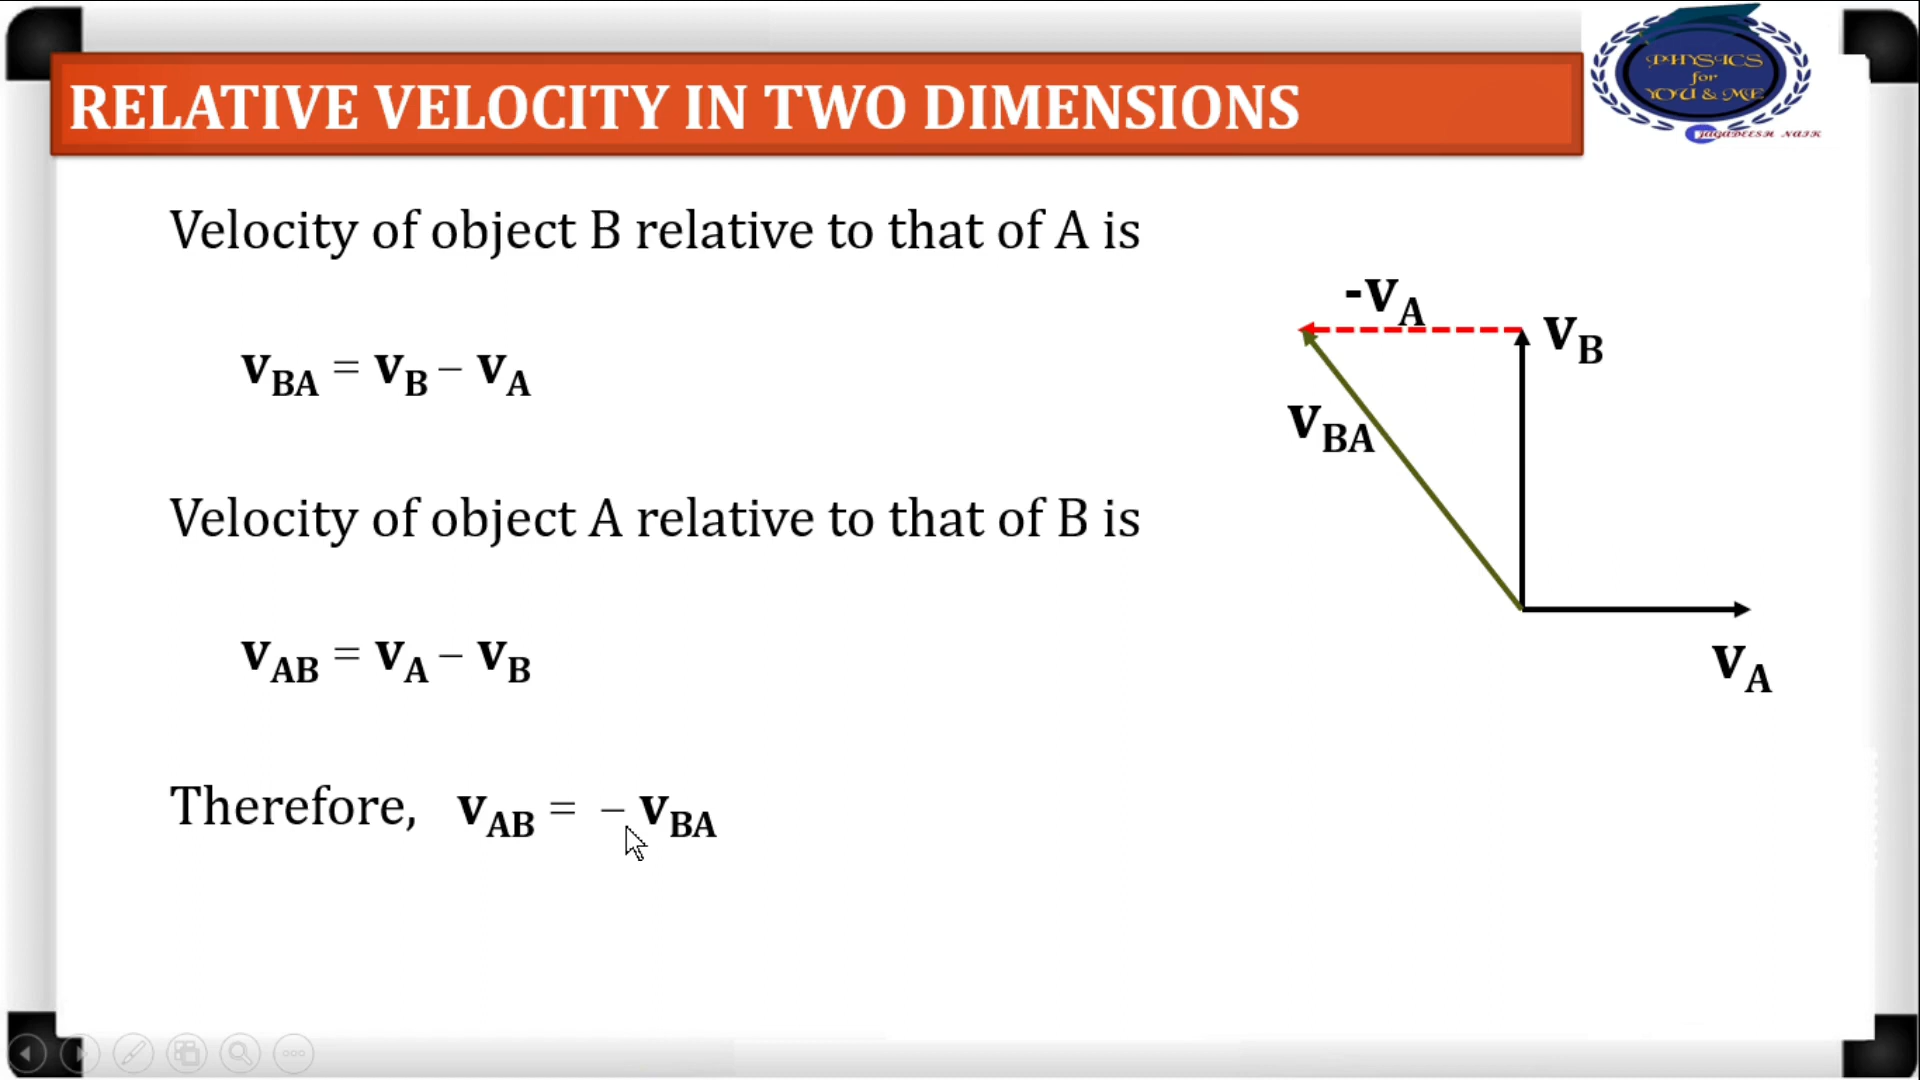 RELATIVE VELOCITY IN TWO DIMENSIONS
PHYSICS
for
YOU & ME
JAGADEESH NAIK
Velocity of object B relative to that of A is
v_BA = v_B – v_A
Velocity of object A relative to that of B is
v_AB = v_A – v_B
Therefore, v_AB = – v_BA
-v_A
v_B
v_BA
v_A